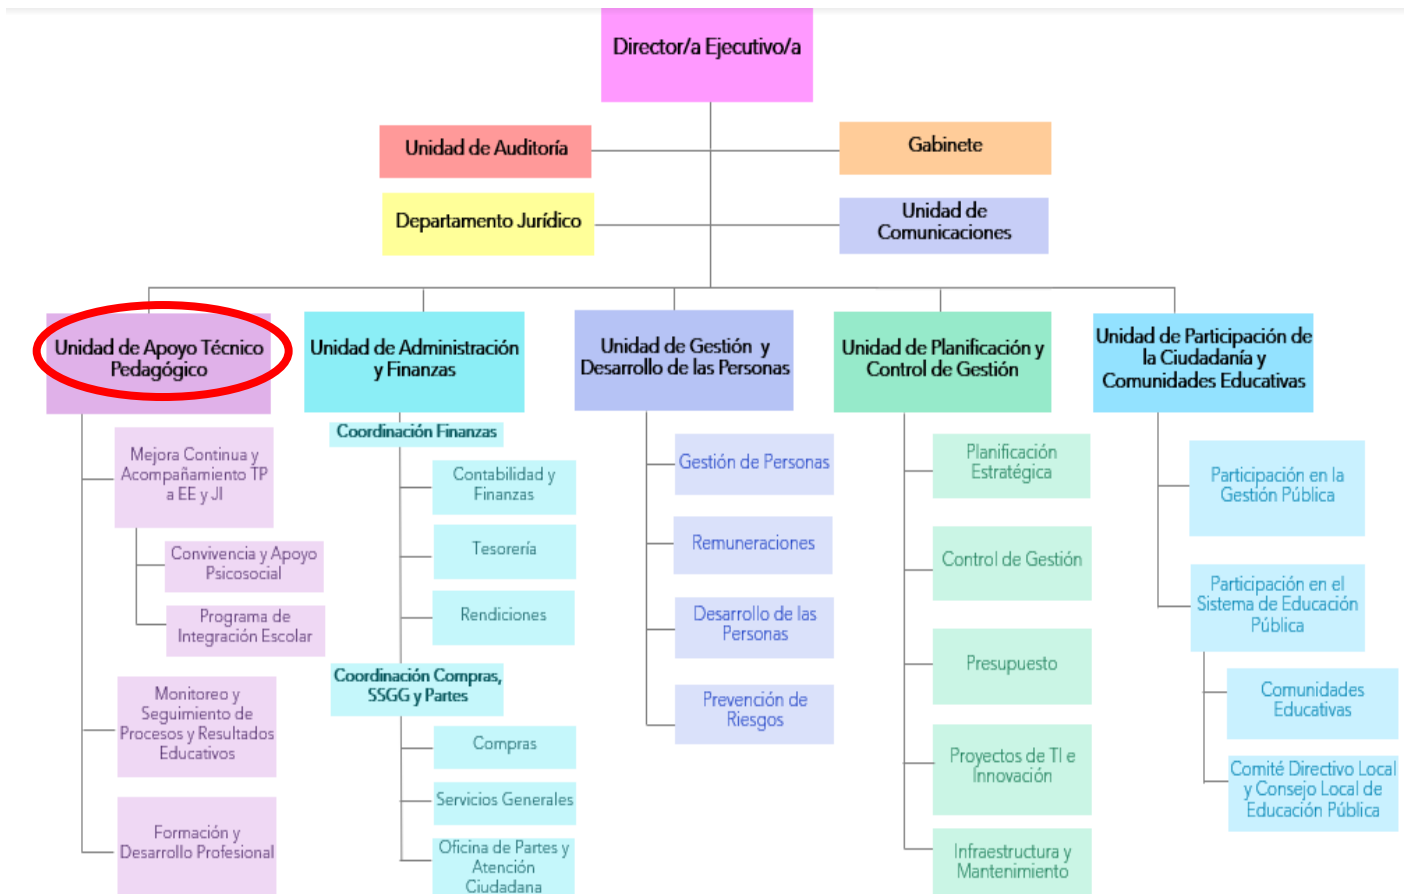 Director/a Ejecutivo/a
Unidad de Auditoría
Gabinete
Departamento Jurídico
Unidad de
Comunicaciones
Unidad de Apoyo Técnico
Pedagógico
Mejora Continua y
Acompañamiento TP
a EE y JI
Convivencia y Apoyo
Psicosocial
Programa de
Integración Escolar
Monitoreo y
Seguimiento de
Procesos y Resultados
Educativos
Formación y
Desarrollo Profesional
Unidad de Administración
y Finanzas
Coordinación Finanzas
Contabilidad y
Finanzas
Tesorería
Rendiciones
Coordinación Compras,
SSGG y Partes
Compras
Servicios Generales
Oficina de Partes y
Atención
Ciudadana
Unidad de Gestión y
Desarrollo de las Personas
Gestión de Personas
Remuneraciones
Desarrollo de las
Personas
Prevención de
Riesgos
Unidad de Planificación y
Control de Gestión
Planificación
Estratégica
Control de Gestión
Presupuesto
Proyectos de TI e
Innovación
Infraestructura y
Mantenimiento
Unidad de Participación de
la Ciudadanía y
Comunidades Educativas
Participación en la
Gestión Pública
Participación en el
Sistema de Educación
Pública
Comunidades
Educativas
Comité Directivo Local
y Consejo Local de
Educación Pública